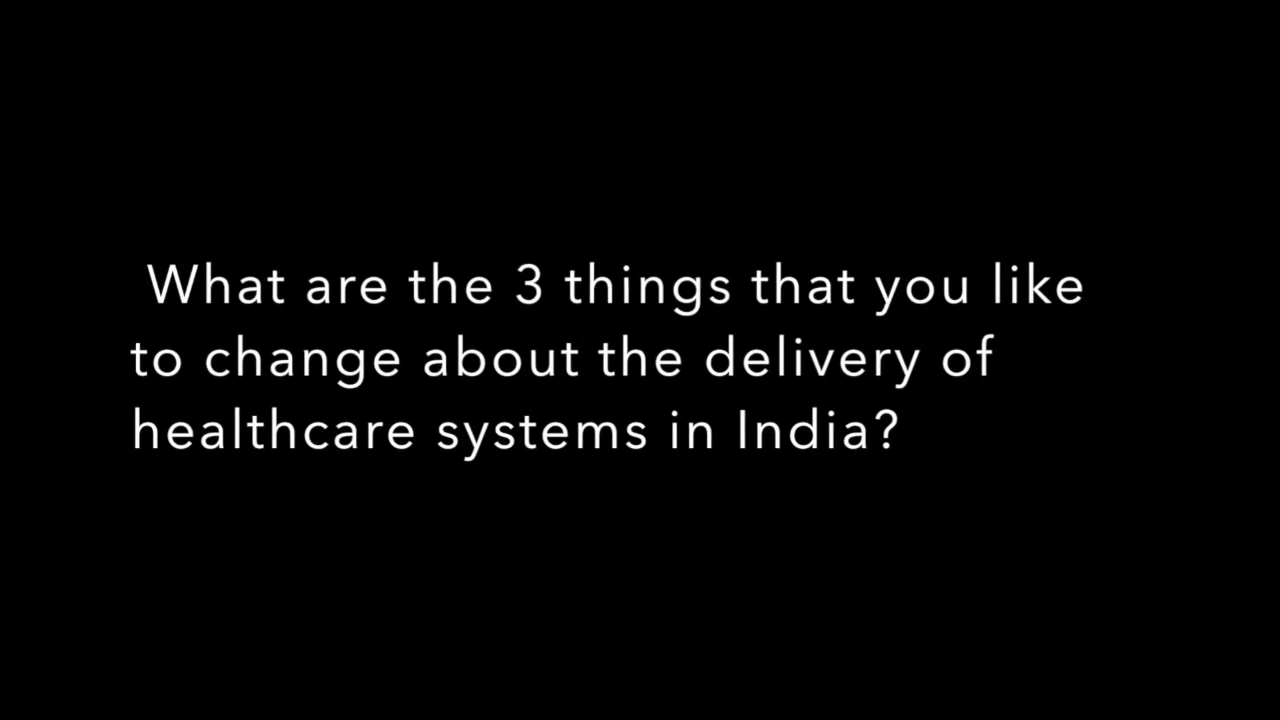 What are the 3 things that you like
to change about the delivery of
healthcare systems in India?